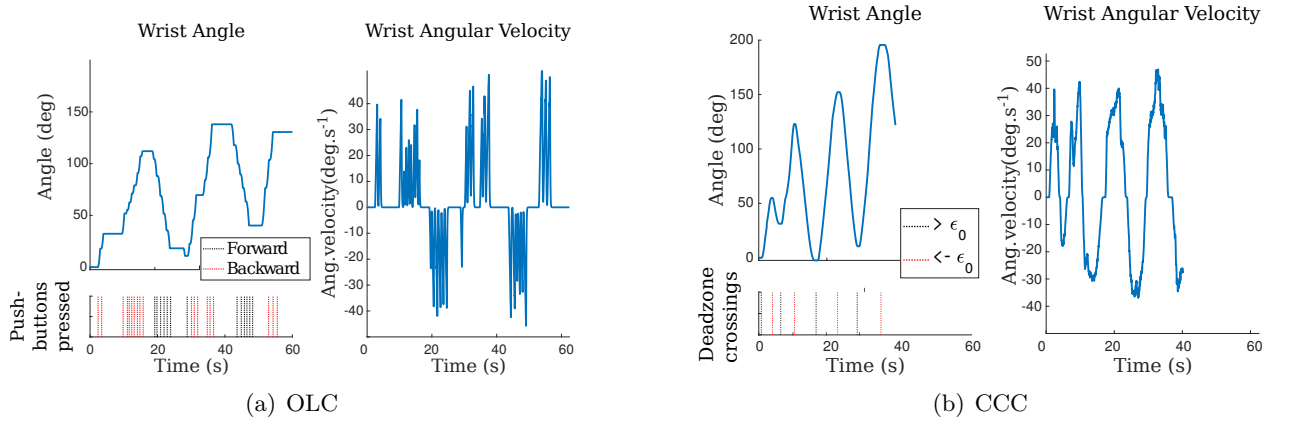 Wrist Angle
Wrist Angular Velocity
Angle (deg)
150
100
50
0
Forward
Backward
Push-
buttons
pressed
0
20
40
60
Time (s)
Ang.velocity(deg.s⁻¹)
40
30
20
10
0
-10
-20
-30
-40
0
20
40
60
Time (s)
(a) OLC
Wrist Angle
Wrist Angular Velocity
Angle (deg)
200
150
100
50
0
> ϵ₀
<- ϵ₀
Deadzone
crossings
0
20
40
60
Time (s)
Ang.velocity(deg.s⁻¹)
50
40
30
20
10
0
-10
-20
-30
-40
0
20
40
60
Time (s)
(b) CCC